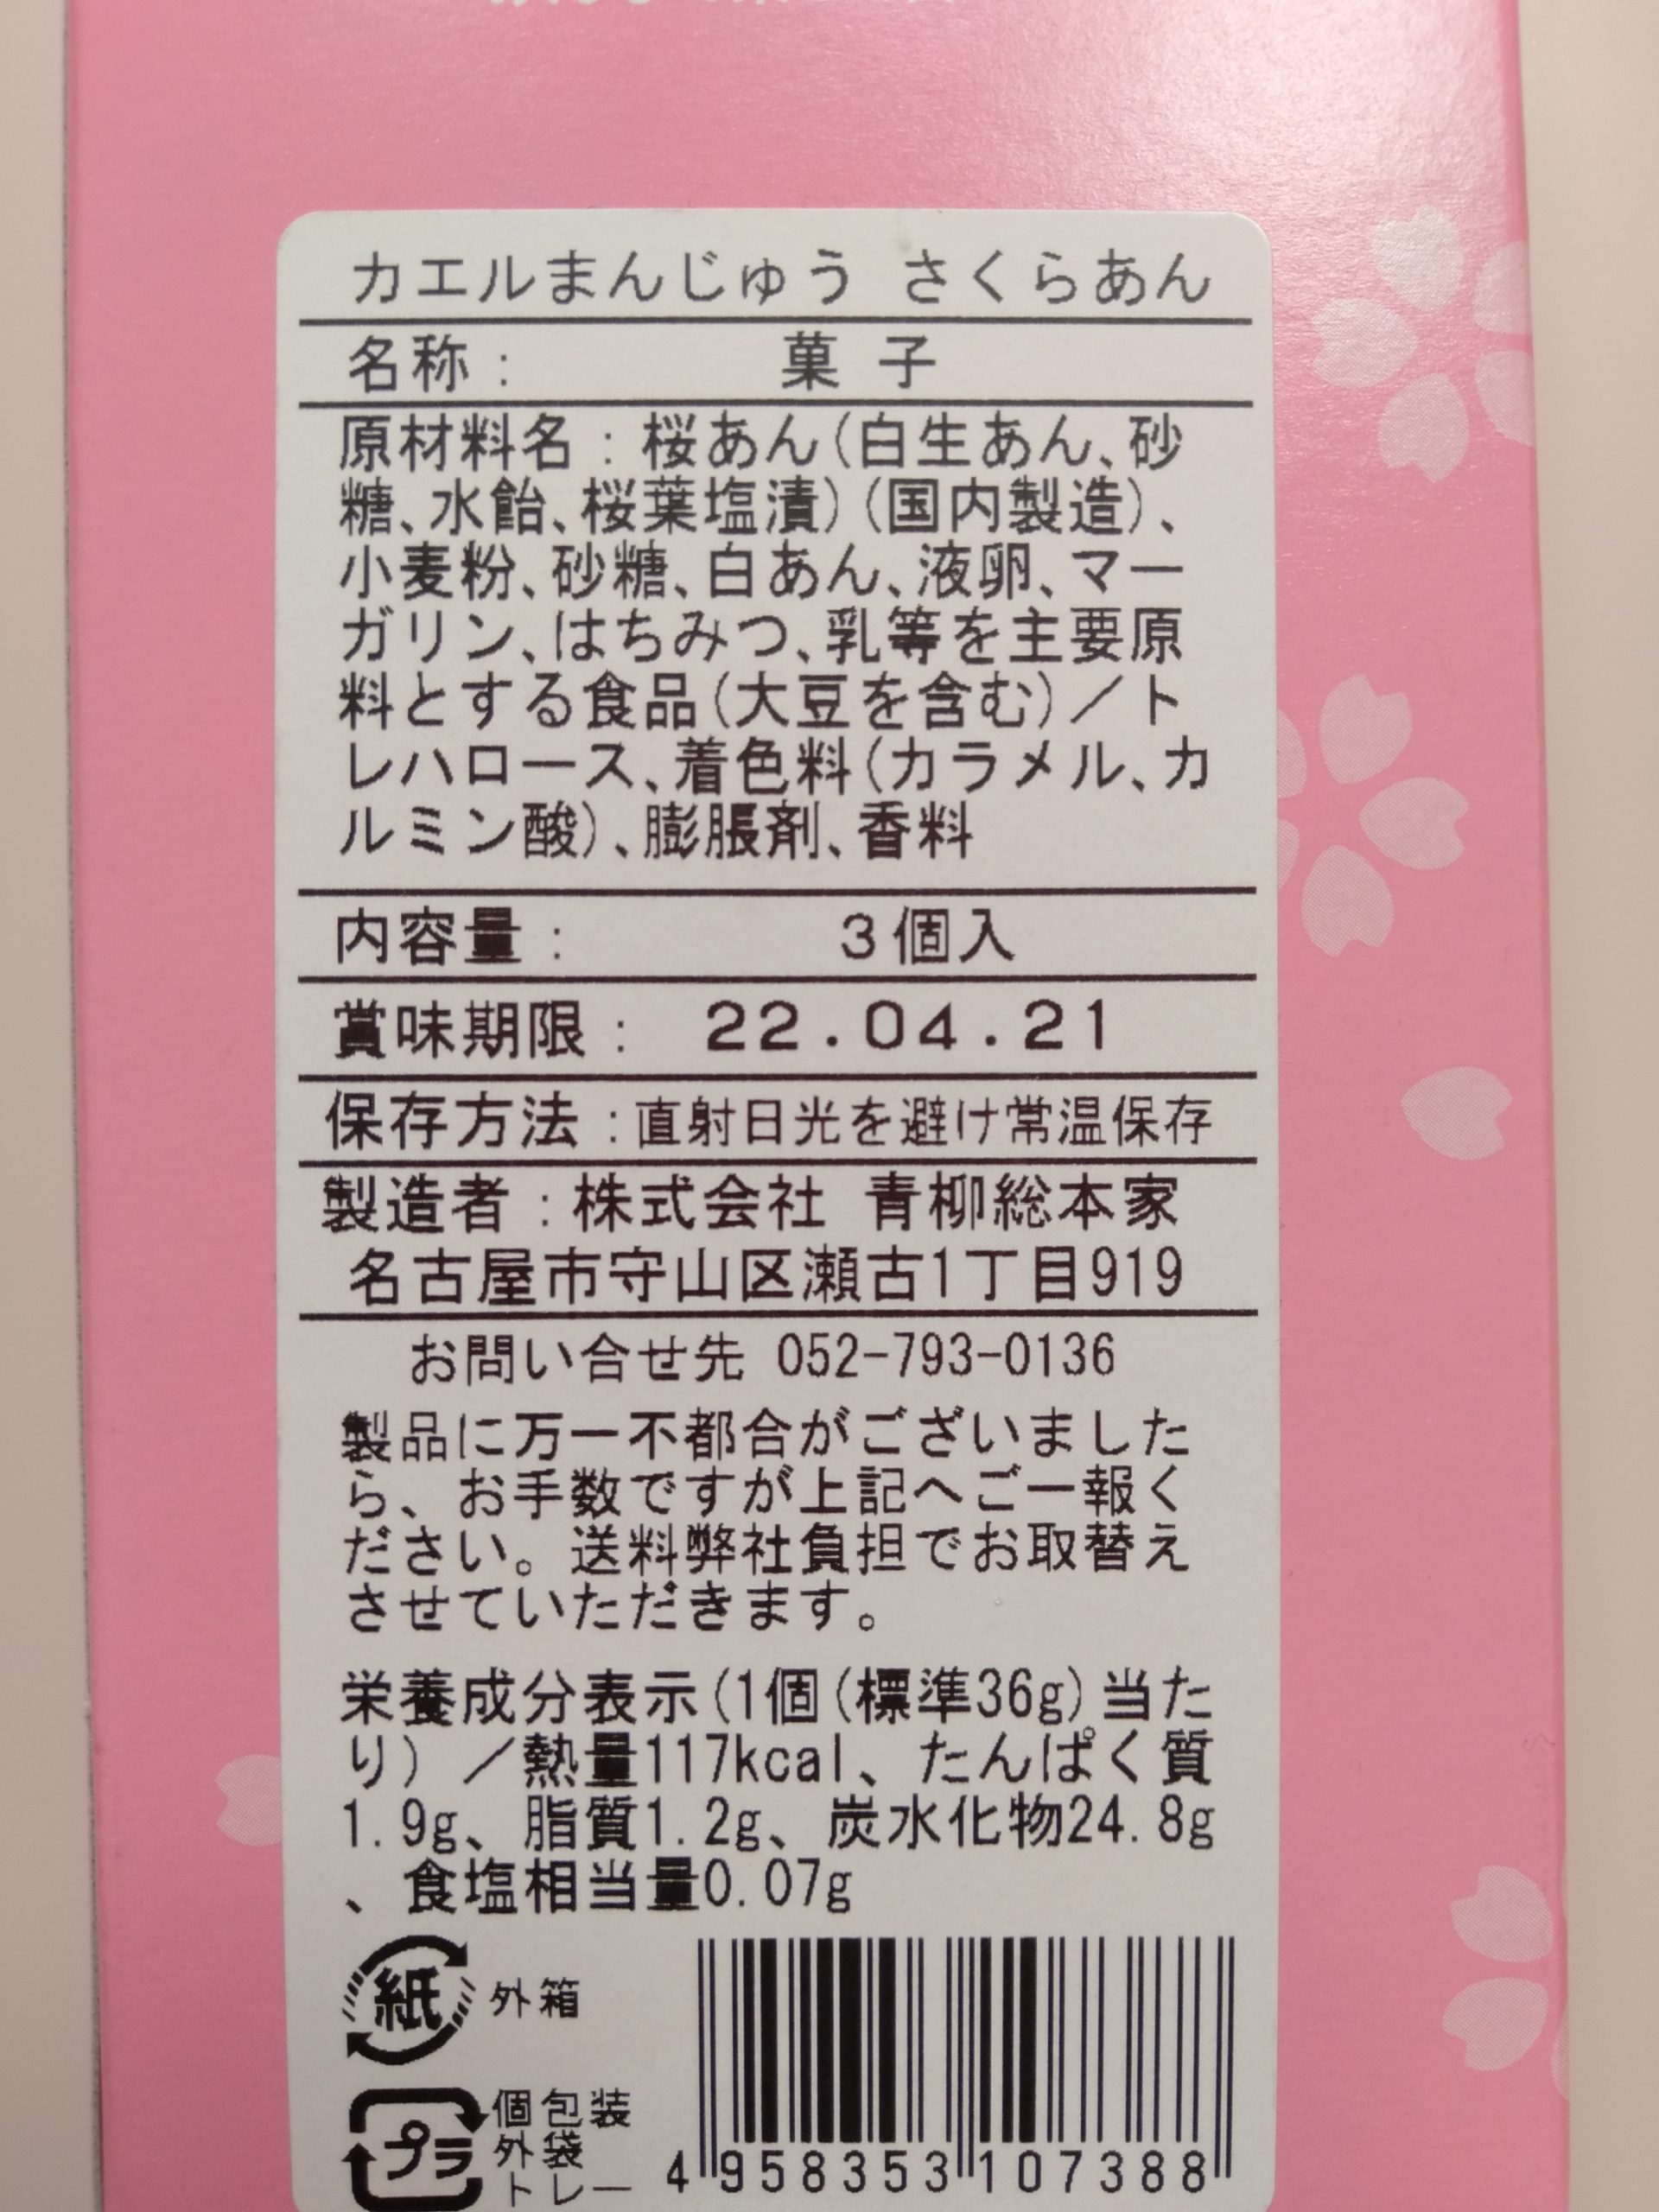 カエルまんじゅう さくらあん
名称： 菓子
原材料名：桜あん(白生あん、砂
糖、水飴、桜葉塩漬)(国内製造)、
小麦粉、砂糖、白あん、液卵、マー
ガリン、はちみつ、乳等を主要原
料とする食品(大豆を含む)／ト
レハロース、着色料(カラメル、カ
ルミン酸)、膨脹剤、香料
内容量： 3個入
賞味期限： 22.04.21
保存方法：直射日光を避け常温保存
製造者：株式会社 青柳総本家
名古屋市守山区瀬古1丁目919
お問い合せ先 052-793-0136
製品に万一不都合がございました
ら、お手数ですが上記へご一報く
ださい。送料弊社負担でお取替え
させていただきます。
栄養成分表示(1個(標準36g)当た
り)／熱量117kcal、たんぱく質
1.9g、脂質1.2g、炭水化物24.8g
、食塩相当量0.07g
紙 外箱
プラ 個包装
外袋
トレー
4 958353 107388